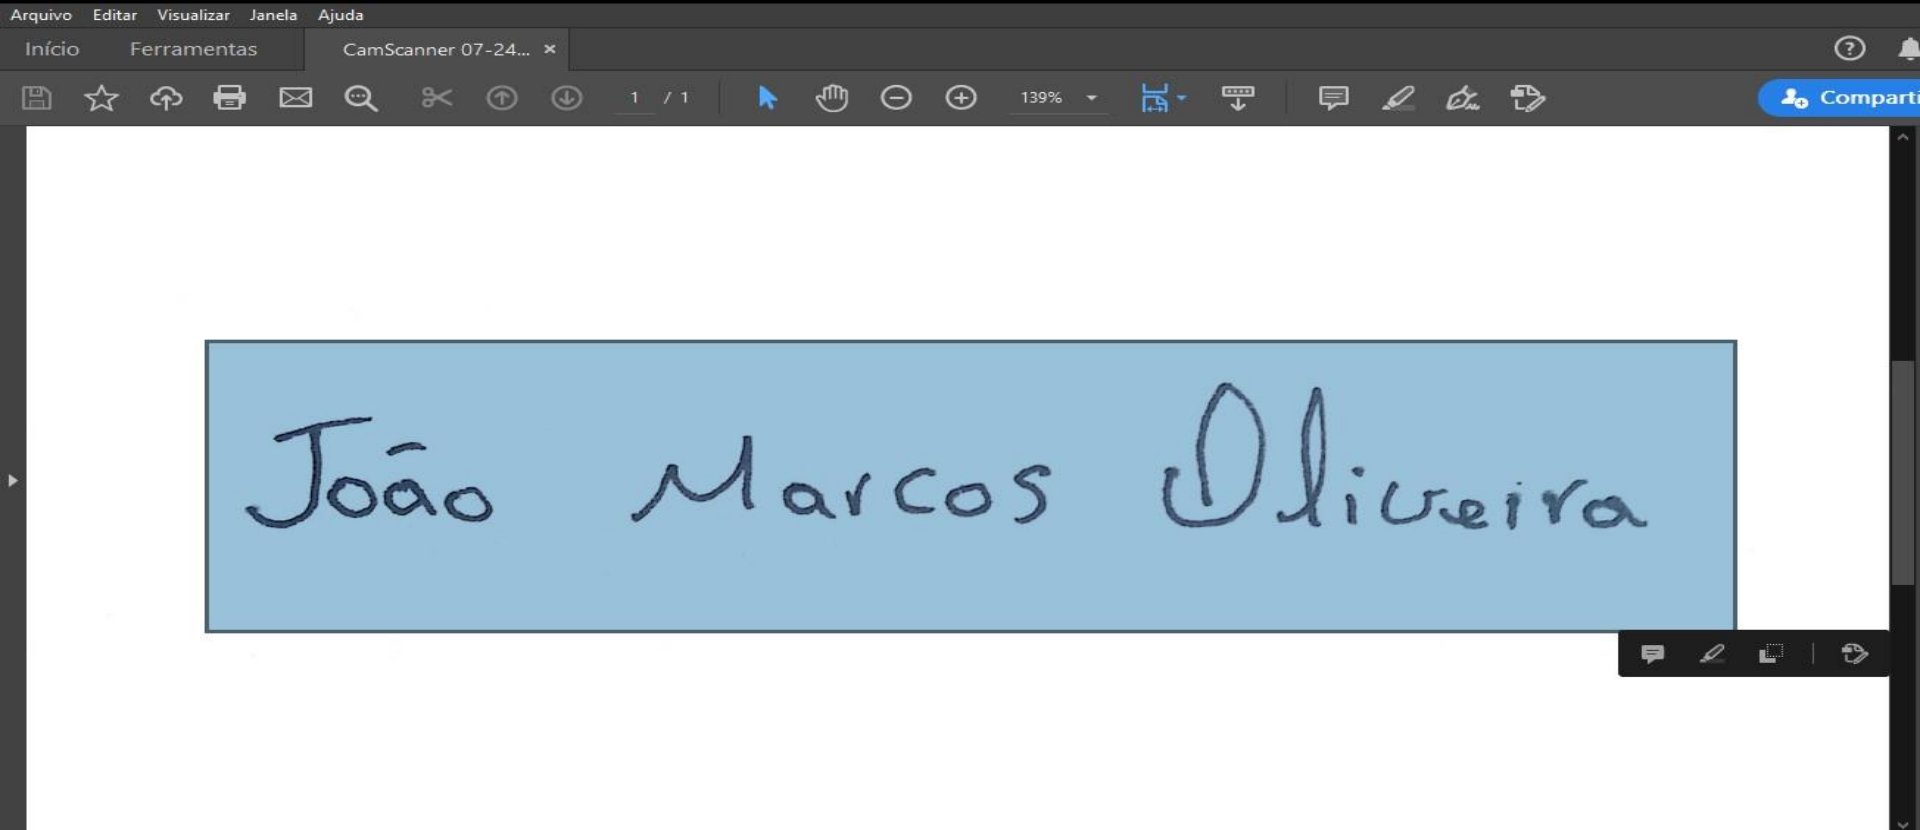 Arquivo Editar Visualizar Janela Ajuda
Início Ferramentas CamScanner 07-24... ×
1 / 1 139% Comparti
João Marcos Oliveira